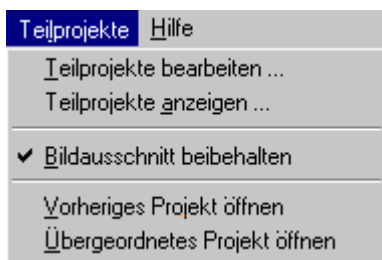 Teilprojekte Hilfe
Teilprojekte bearbeiten ...
Teilprojekte anzeigen ...
Bildausschnitt beibehalten
Vorheriges Projekt öffnen
Übergeordnetes Projekt öffnen